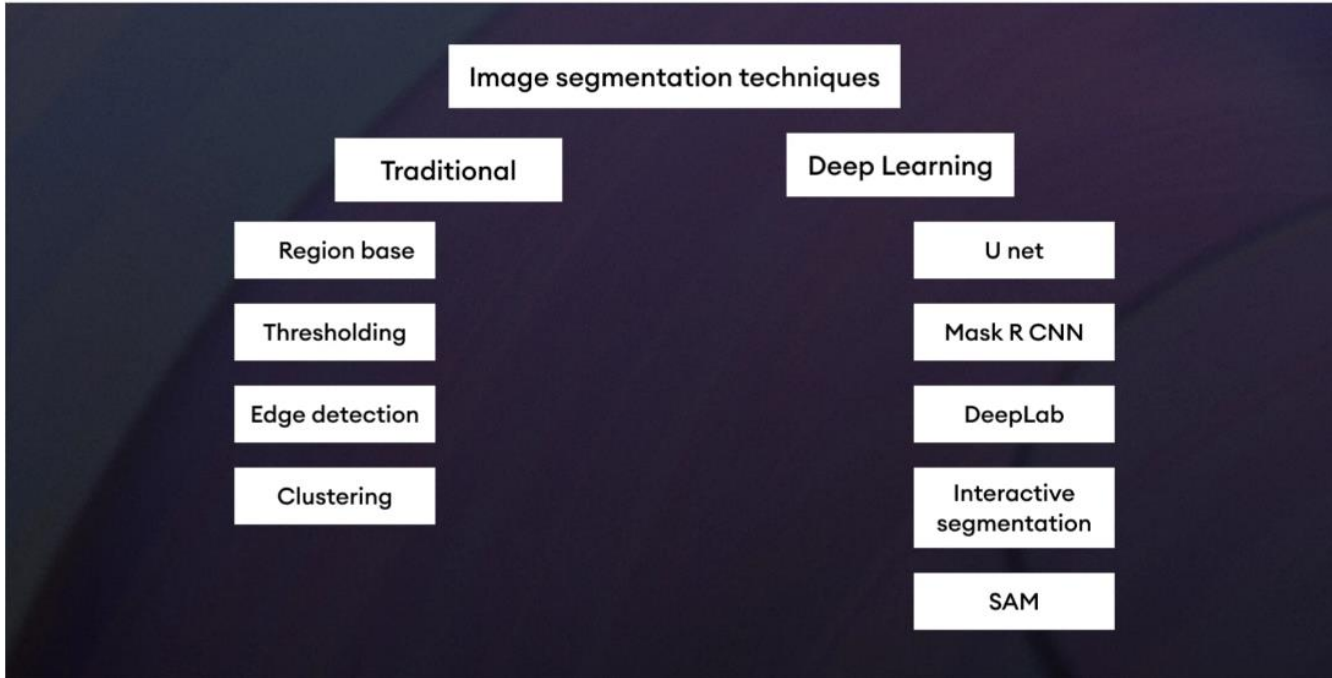 Image segmentation techniques
Traditional
Deep Learning
Region base
Thresholding
Edge detection
Clustering
U net
Mask R CNN
DeepLab
Interactive
segmentation
SAM